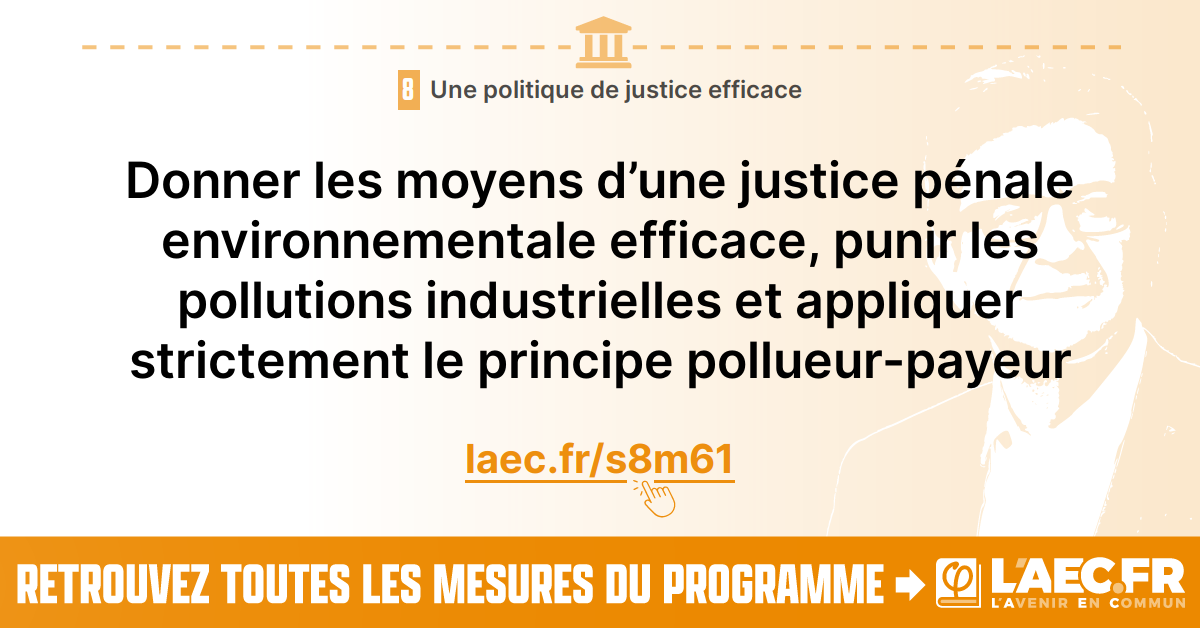 8 Une politique de justice efficace
Donner les moyens d’une justice pénale
environnementale efficace, punir les
pollutions industrielles et appliquer
strictement le principe pollueur-payeur
laec.fr/s8m61
RETROUVEZ TOUTES LES MESURES DU PROGRAMME
φ L'AEC.FR
L'AVENIR EN COMMUN